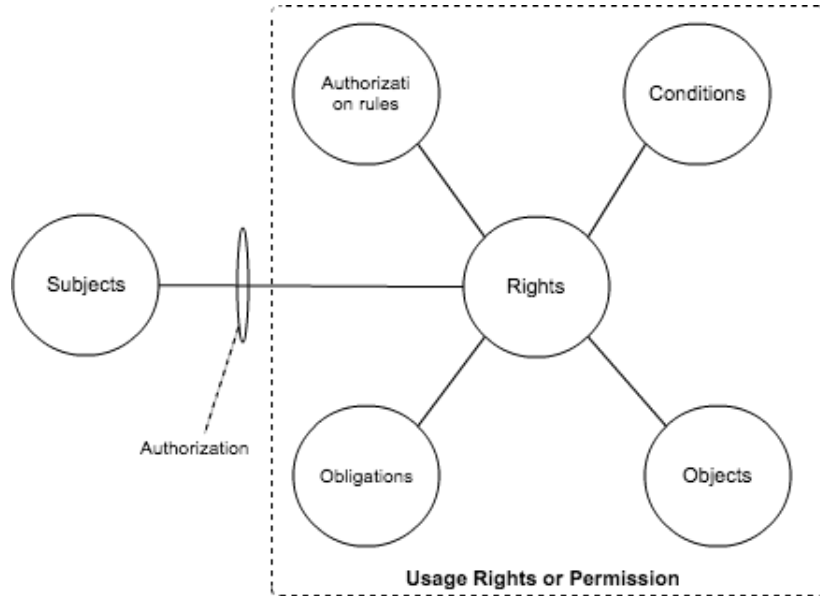 Authorizati
on rules
Conditions
Subjects
Rights
Authorization
Obligations
Objects
Usage Rights or Permission